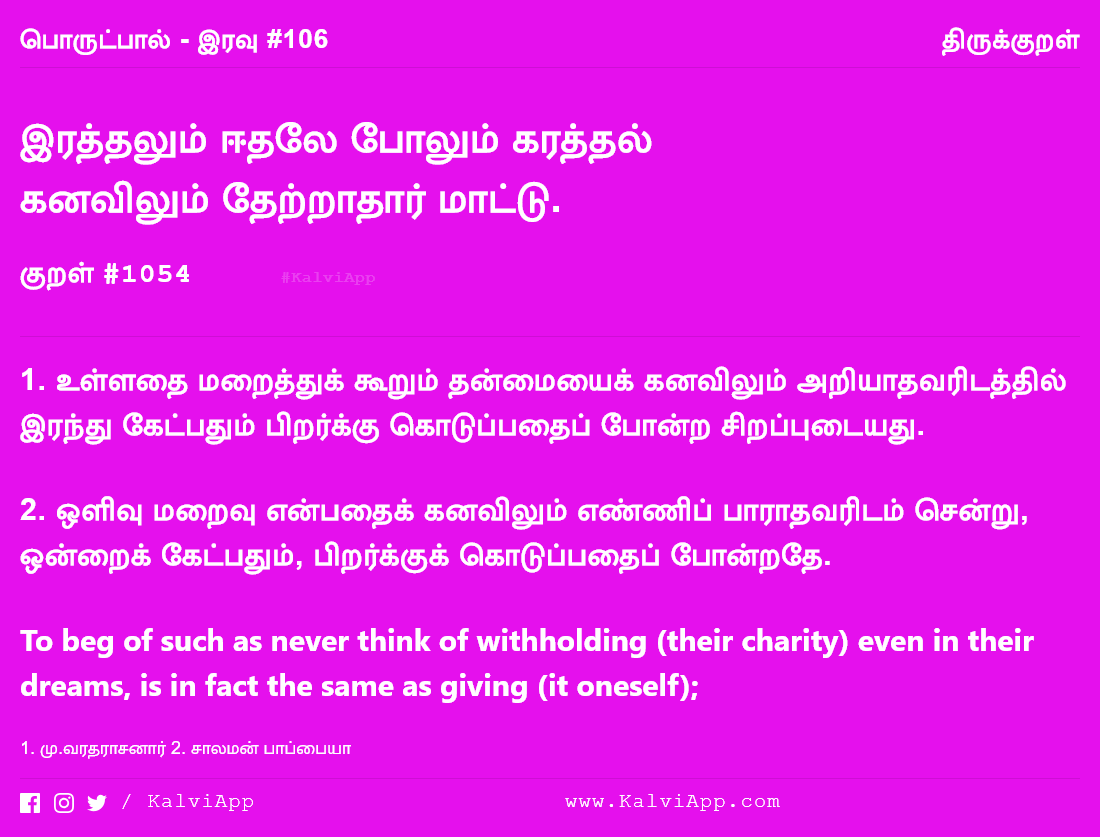 பொருட்பால் - இரவு #106
திருக்குறள்
இரத்தலும் ஈதலே போலும் கரத்தல்
கனவிலும் தேற்றாதார் மாட்டு.
குறள் #1054
#KalviApp
1. உள்ளதை மறைத்துக் கூறும் தன்மையைக் கனவிலும் அறியாதவரிடத்தில்
இரந்து கேட்பதும் பிறர்க்கு கொடுப்பதைப் போன்ற சிறப்புடையது.
2. ஒளிவு மறைவு என்பதைக் கனவிலும் எண்ணிப் பாராதவரிடம் சென்று,
ஒன்றைக் கேட்பதும், பிறர்க்குக் கொடுப்பதைப் போன்றதே.
To beg of such as never think of withholding (their charity) even in their
dreams, is in fact the same as giving (it oneself);
1. மு.வரதராசனார் 2. சாலமன் பாப்பையா
/ KalviApp
www.KalviApp.com